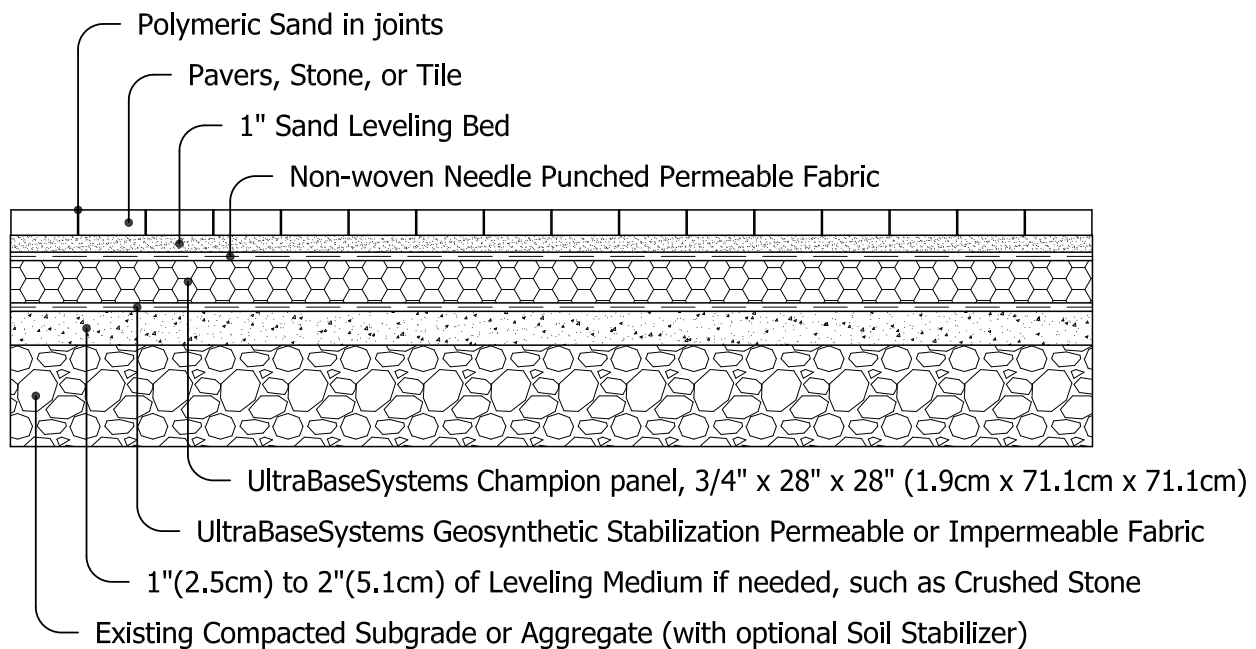 Polymeric Sand in joints
Pavers, Stone, or Tile
1" Sand Leveling Bed
Non-woven Needle Punched Permeable Fabric
UltraBaseSystems Champion panel, 3/4" x 28" x 28" (1.9cm x 71.1cm x 71.1cm)
UltraBaseSystems Geosynthetic Stabilization Permeable or Impermeable Fabric
1"(2.5cm) to 2"(5.1cm) of Leveling Medium if needed, such as Crushed Stone
Existing Compacted Subgrade or Aggregate (with optional Soil Stabilizer)